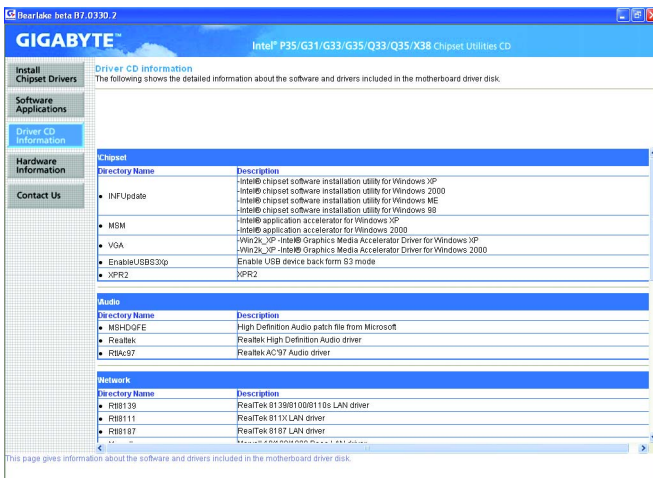 Bearlake beta B7.0330.2
GIGABYTE™
Intel® P35/G31/G33/G35/Q33/Q35/X38 Chipset Utilities CD
Install
Chipset Drivers
Software
Applications
Driver CD
Information
Hardware
Information
Contact Us
Driver CD information
The following shows the detailed information about the software and drivers included in the motherboard driver disk.
\Chipset
Directory Name Description
• INFUpdate
-Intel® chipset software installation utility for Windows XP
-Intel® chipset software installation utility for Windows 2000
-Intel® chipset software installation utility for Windows ME
-Intel® chipset software installation utility for Windows 98
• MSM
-Intel® application accelerator for Windows XP
-Intel® application accelerator for Windows 2000
• VGA
-Win2k_XP -Intel® Graphics Media Accelerator Driver for Windows XP
-Win2k_XP -Intel® Graphics Media Accelerator Driver for Windows 2000
• EnableUSBS3Xp Enable USB device back form S3 mode
• XPR2 XPR2
\Audio
Directory Name Description
• MSHDQFE High Definition Audio patch file from Microsoft
• Realtek Realtek High Definition Audio driver
• RtlAc97 Realtek AC'97 Audio driver
\Network
Directory Name Description
• Rtl8139 RealTek 8139/8100/8110s LAN driver
• Rtl8111 RealTek 811X LAN driver
• Rtl8187 RealTek 8187 LAN driver
This page gives information about the software and drivers included in the motherboard driver disk.